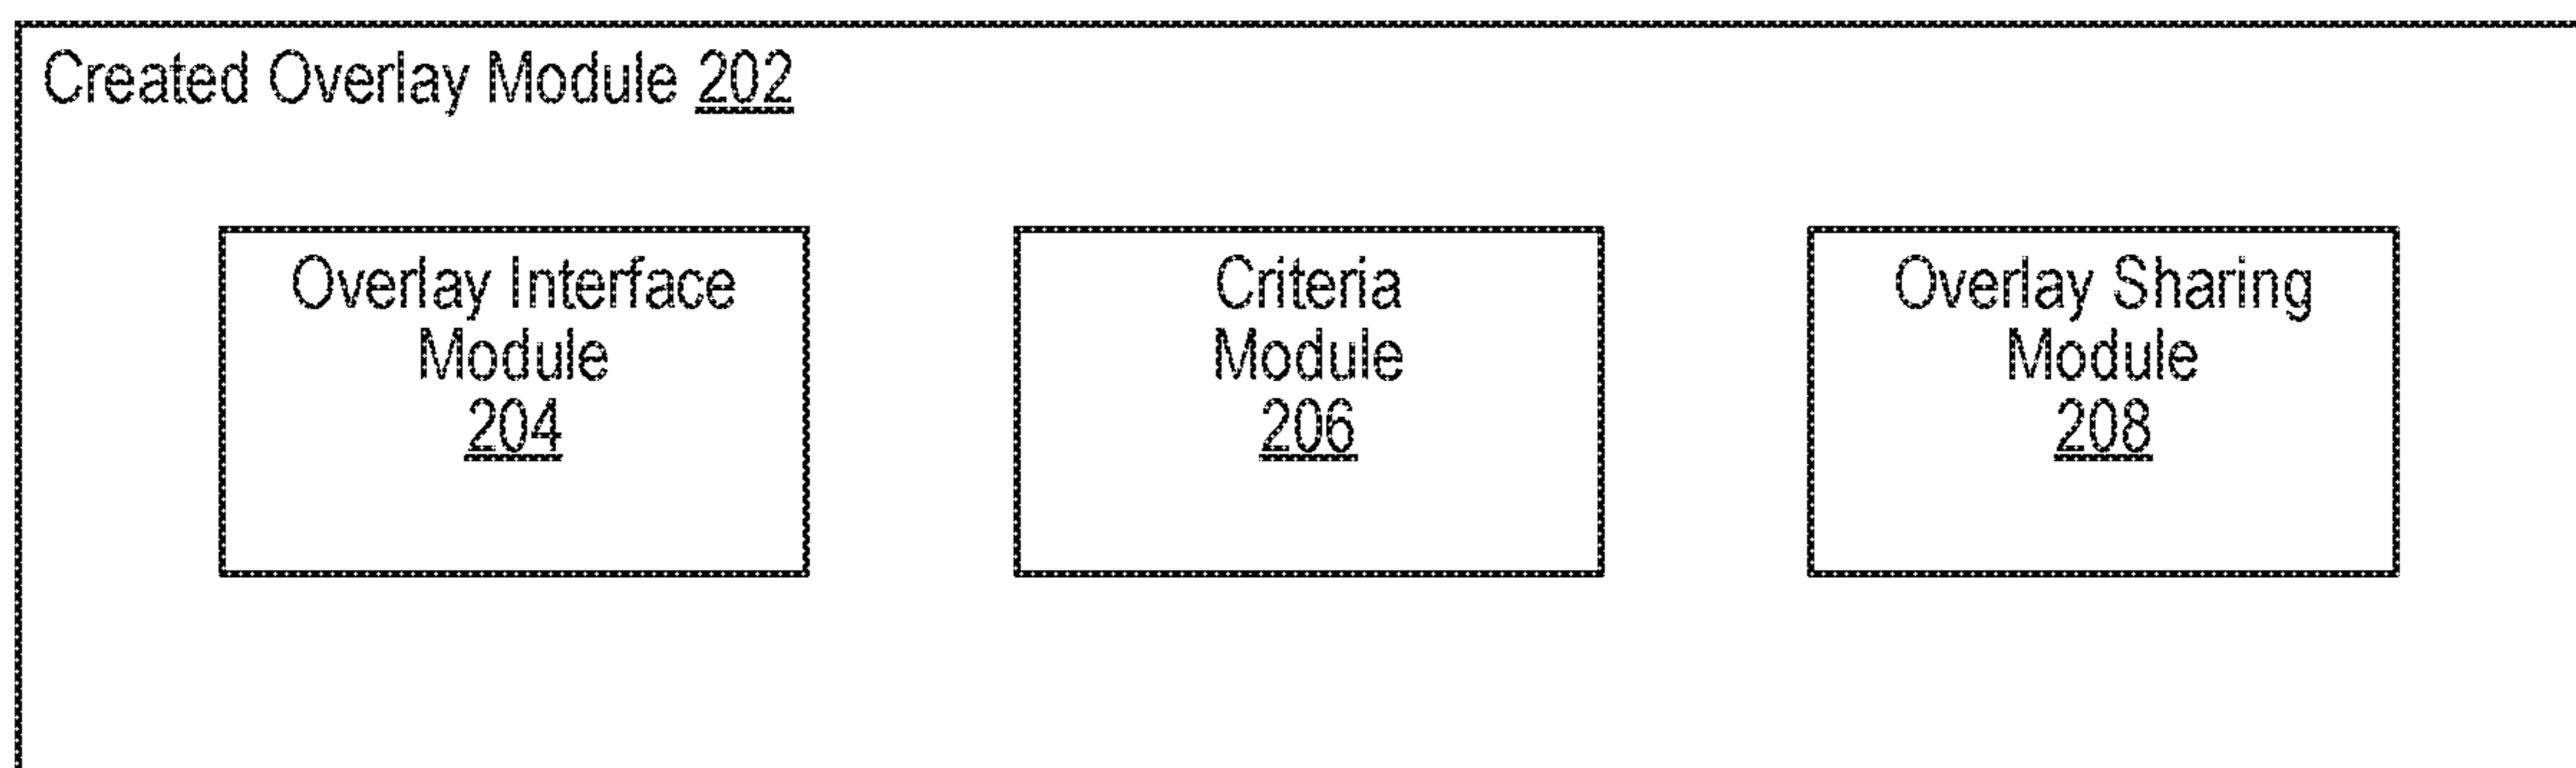 Created Overlay Module 202
Overlay Interface
Module
204
Criteria
Module
206
Overlay Sharing
Module
208